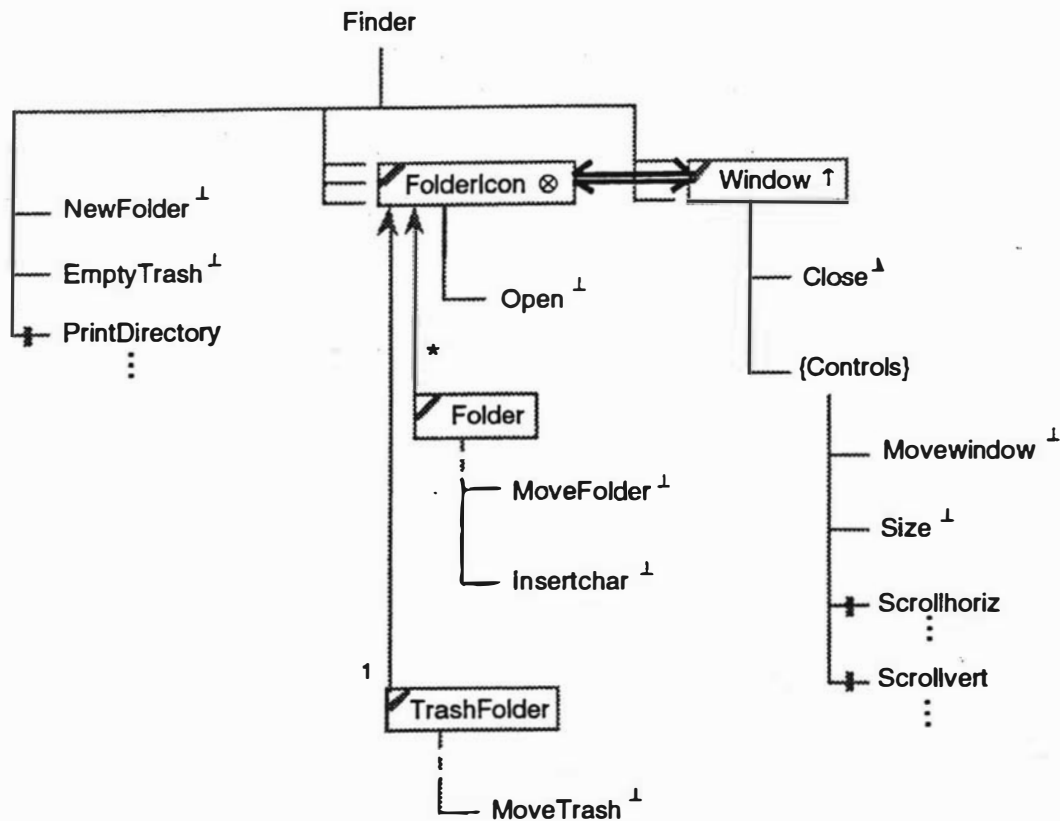 Finder
FolderIcon ⊗
Window ↑
NewFolder ⊥
EmptyTrash ⊥
PrintDirectory
⋮
Open ⊥
Close ⊥
{Controls}
*
Folder
MoveFolder ⊥
Insertchar ⊥
Movewindow ⊥
Size ⊥
Scrollhoriz
⋮
Scrollvert
⋮
1
TrashFolder
MoveTrash ⊥